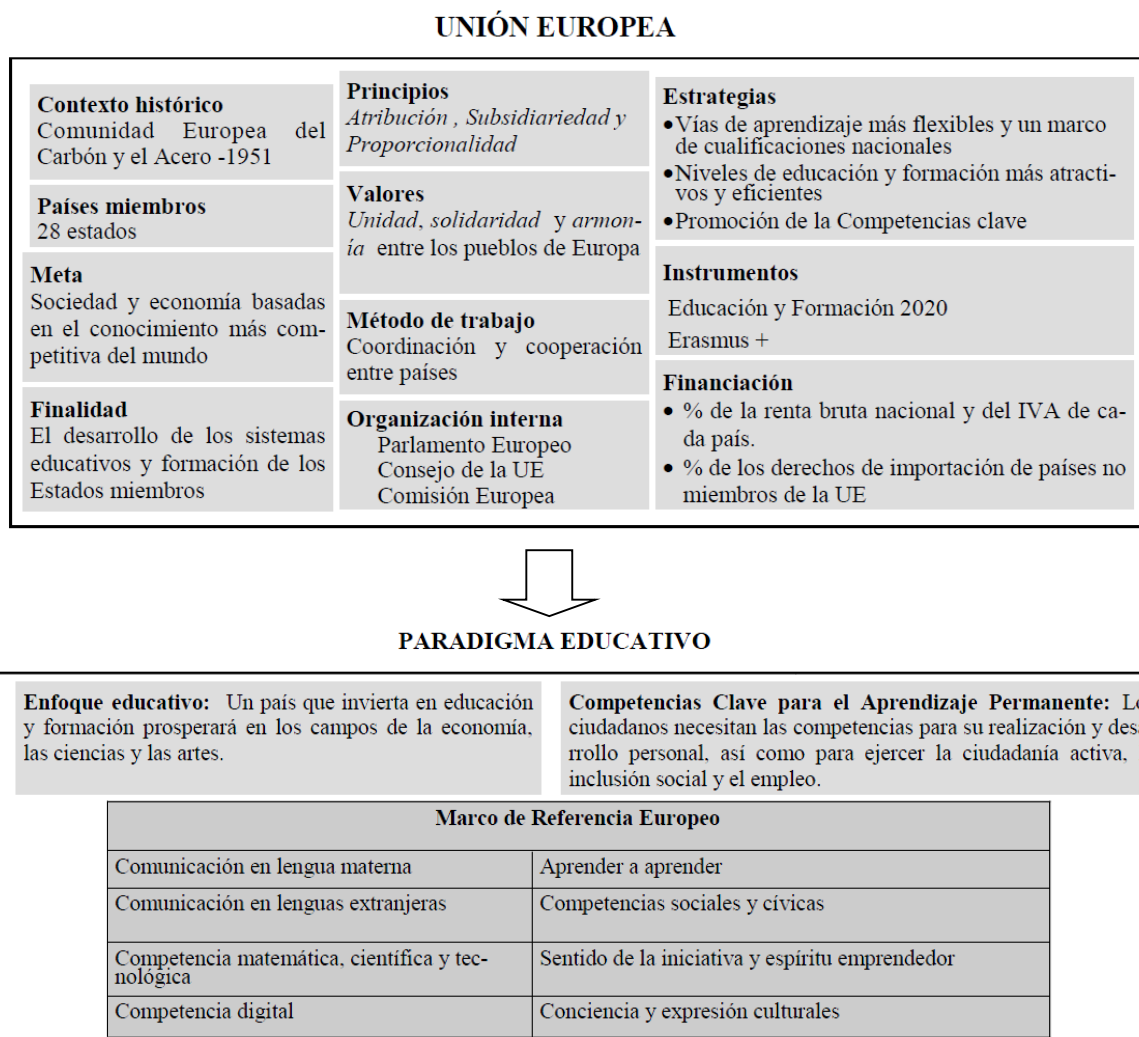 UNIÓN EUROPEA
Contexto histórico
Comunidad Europea del
Carbón y el Acero -1951
Países miembros
28 estados
Meta
Sociedad y economía basadas
en el conocimiento más com-
petitiva del mundo
Finalidad
El desarrollo de los sistemas
educativos y formación de los
Estados miembros
Principios
Atribución , Subsidiariedad y
Proporcionalidad
Valores
Unidad, solidaridad y armon-
ía entre los pueblos de Europa
Método de trabajo
Coordinación y cooperación
entre países
Organización interna
Parlamento Europeo
Consejo de la UE
Comisión Europea
Estrategias
•Vías de aprendizaje más flexibles y un marco
de cualificaciones nacionales
•Niveles de educación y formación más atracti-
vos y eficientes
•Promoción de la Competencias clave
Instrumentos
Educación y Formación 2020
Erasmus +
Financiación
• % de la renta bruta nacional y del IVA de ca-
da país.
• % de los derechos de importación de países no
miembros de la UE
PARADIGMA EDUCATIVO
Enfoque educativo: Un país que invierta en educación
y formación prosperará en los campos de la economía,
las ciencias y las artes.
Competencias Clave para el Aprendizaje Permanente:
ciudadanos necesitan las competencias para su realización y
rrollo personal, así como para ejercer la ciudadanía activa,
inclusión social y el empleo.
Marco de Referencia Europeo
Comunicación en lengua materna
Aprender a aprender
Comunicación en lenguas extranjeras
Competencias sociales y cívicas
Competencia matemática, científica y tec-
nológica
Sentido de la iniciativa y espíritu emprendedor
Competencia digital
Conciencia y expresión culturales